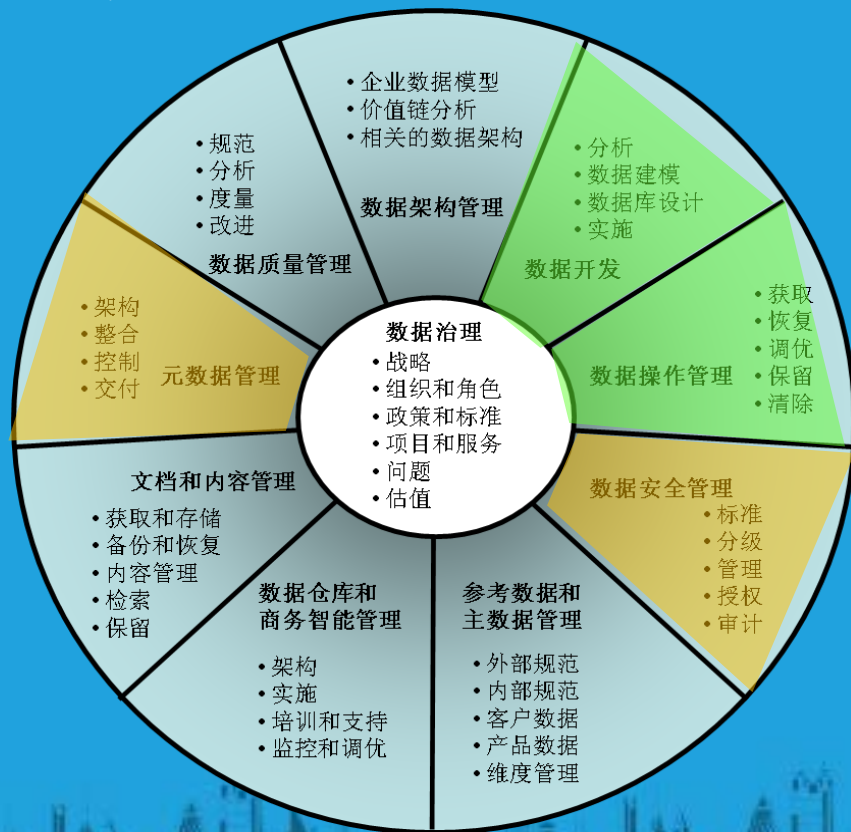 • 企业数据模型
• 价值链分析
• 相关的数据架构
数据架构管理
• 分析
• 数据建模
• 数据库设计
• 实施
数据开发
• 获取
• 恢复
• 调优
• 保留
• 清除
数据操作管理
数据安全管理
• 标准
• 分级
• 管理
• 授权
• 审计
参考数据和
主数据管理
• 外部规范
• 内部规范
• 客户数据
• 产品数据
• 维度管理
数据仓库和
商务智能管理
• 架构
• 实施
• 培训和支持
• 监控和调优
文档和内容管理
• 获取和存储
• 备份和恢复
• 内容管理
• 检索
• 保留
• 架构
• 整合
• 控制
• 交付
元数据管理
• 规范
• 分析
• 度量
• 改进
数据质量管理
数据治理
• 战略
• 组织和角色
• 政策和标准
• 项目和服务
• 问题
• 估值